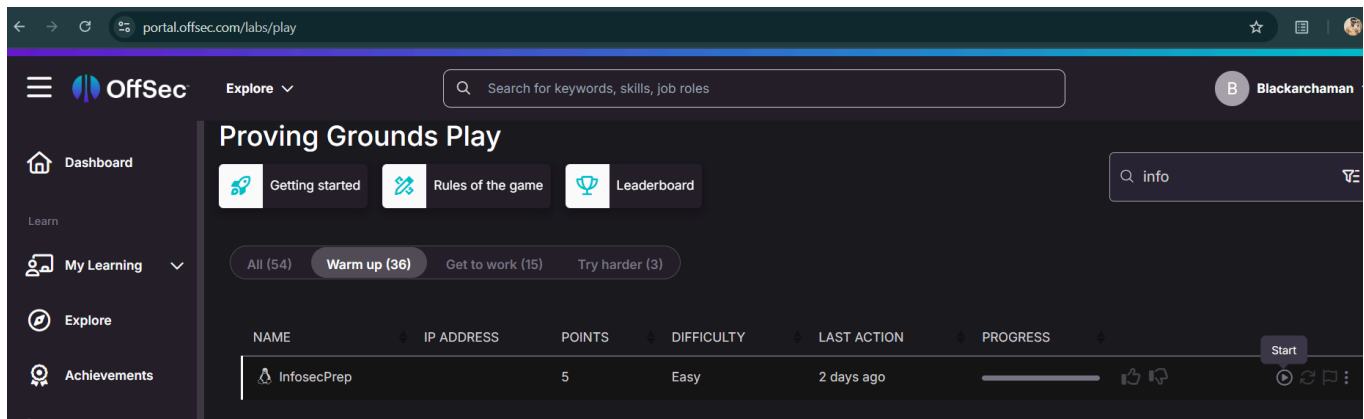 portal.offsec.com/labs/play
OffSec
Explore
Search for keywords, skills, job roles
B
Blackarchaman
Proving Grounds Play
Dashboard
Getting started
Rules of the game
Leaderboard
info
Learn
My Learning
All (54)
Warm up (36)
Get to work (15)
Try harder (3)
Explore
NAME
IP ADDRESS
POINTS
DIFFICULTY
LAST ACTION
PROGRESS
Start
Achievements
InfosecPrep
5
Easy
2 days ago